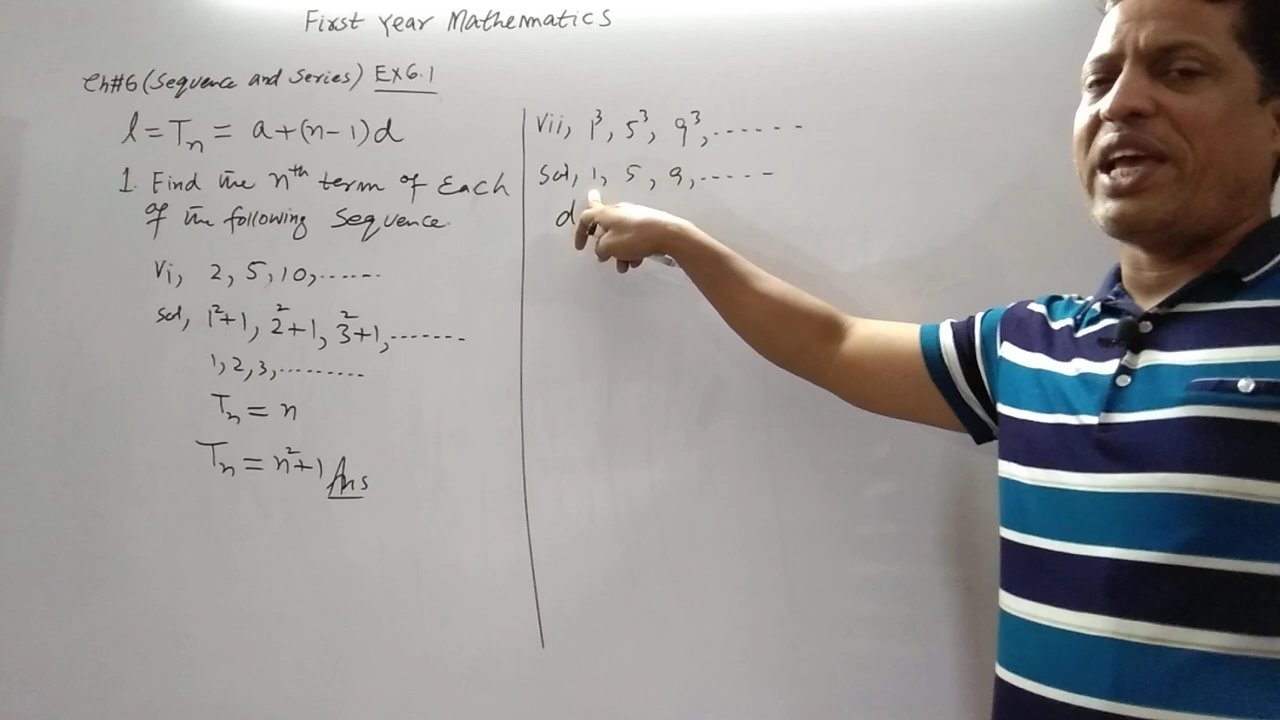 First Year Mathematics
Ch#6 (Sequence and Series) EX 6.1
l = Tₙ = a+(n-1)d
1. Find the nᵗʰ term of Each
of the following Sequence.
Vi, 2, 5, 10,.......
Sol, 1²+1, 2²+1, 3²+1,........
1, 2, 3,.........
Tₙ = n
Tₙ = n²+1 Ans
Vii, 1³, 5³, 9³,.......
Sol, 1, 5, 9,......
d